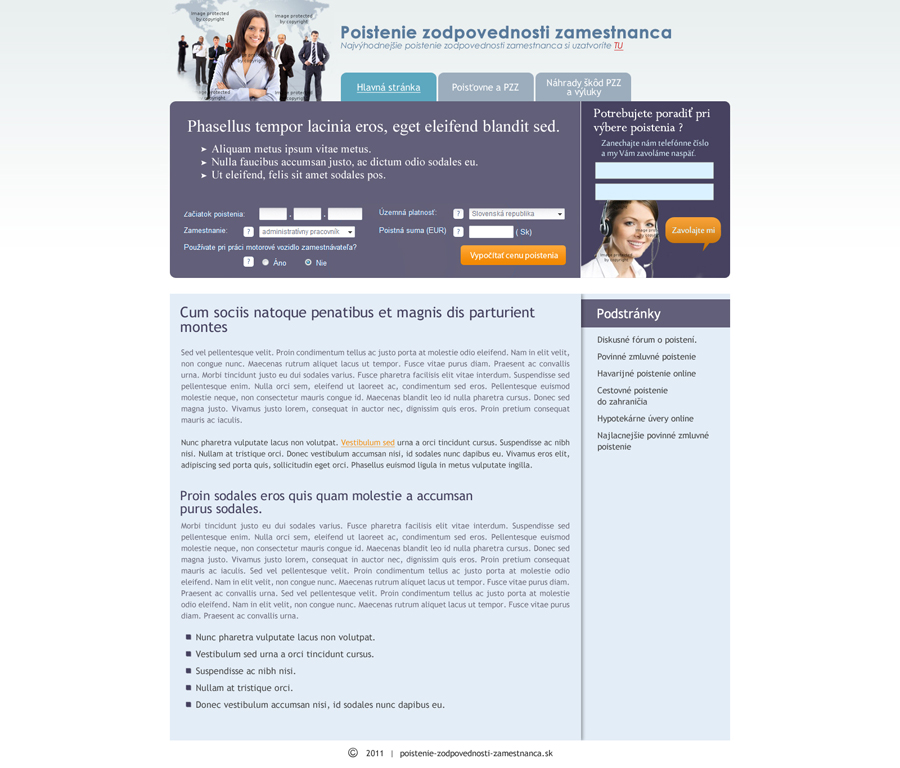 image protected
by copyright
image protected
by copyright
image protected
by copyright
image protected
by copyright
Poistenie zodpovednosti zamestnanca
Najvýhodnejšie poistenie zodpovednosti zamestnanca si uzatvoríte TU
Hlavná stránka
Poisťovne a PZZ
Náhrady škôd PZZ
a výluky
Phasellus tempor lacinia eros, eget eleifend blandit sed.
➤ Aliquam metus ipsum vitae metus.
➤ Nulla faucibus accumsan justo, ac dictum odio sodales eu.
➤ Ut eleifend, felis sit amet sodales pos.
Začiatok poistenia: . .
Územná platnosť: ? Slovenská republika
Zamestnanie: ? administratívny pracovník
Poistná suma (EUR) ? ( Sk)
Používate pri práci motorové vozidlo zamestnávateľa?
? Áno Nie
Vypočítať cenu poistenia
Potrebujete poradiť pri
výbere poistenia ?
Zanechajte nám telefónne číslo
a my Vám zavoláme naspäť.
Zavolajte mi
by copyright
Cum sociis natoque penatibus et magnis dis parturient
montes
Sed vel pellentesque velit. Proin condimentum tellus ac justo porta at molestie odio eleifend. Nam in elit velit,
non congue nunc. Maecenas rutrum aliquet lacus ut tempor. Fusce vitae purus diam. Praesent ac convallis
urna. Morbi tincidunt justo eu dui sodales varius. Fusce pharetra facilisis elit vitae interdum. Suspendisse sed
pellentesque enim. Nulla orci sem, eleifend ut laoreet ac, condimentum sed eros. Pellentesque euismod
molestie neque, non consectetur mauris congue id. Maecenas blandit leo id nulla pharetra cursus. Donec sed
magna justo. Vivamus justo lorem, consequat in auctor nec, dignissim quis eros. Proin pretium consequat
mauris ac iaculis.
Nunc pharetra vulputate lacus non volutpat. Vestibulum sed urna a orci tincidunt cursus. Suspendisse ac nibh
nisi. Nullam at tristique orci. Donec vestibulum accumsan nisi, id sodales nunc dapibus eu. Vivamus eros elit,
adipiscing sed porta quis, sollicitudin eget orci. Phasellus euismod ligula in metus vulputate ingilla.
Proin sodales eros quis quam molestie a accumsan
purus sodales.
Morbi tincidunt justo eu dui sodales varius. Fusce pharetra facilisis elit vitae interdum. Suspendisse sed
pellentesque enim. Nulla orci sem, eleifend ut laoreet ac, condimentum sed eros. Pellentesque euismod
molestie neque, non consectetur mauris congue id. Maecenas blandit leo id nulla pharetra cursus. Donec sed
magna justo. Vivamus justo lorem, consequat in auctor nec, dignissim quis eros. Proin pretium consequat
mauris ac iaculis. Sed vel pellentesque velit. Proin condimentum tellus ac justo porta at molestie odio
eleifend. Nam in elit velit, non congue nunc. Maecenas rutrum aliquet lacus ut tempor. Fusce vitae purus diam.
Praesent ac convallis urna. Sed vel pellentesque velit. Proin condimentum tellus ac justo porta at molestie
odio eleifend. Nam in elit velit, non congue nunc. Maecenas rutrum aliquet lacus ut tempor. Fusce vitae purus
diam. Praesent ac convallis urna.
Nunc pharetra vulputate lacus non volutpat.
Vestibulum sed urna a orci tincidunt cursus.
Suspendisse ac nibh nisi.
Nullam at tristique orci.
Donec vestibulum accumsan nisi, id sodales nunc dapibus eu.
Podstránky
Diskusné fórum o poistení.
Povinné zmluvné poistenie
Havarijné poistenie online
Cestovné poistenie
do zahraničia
Hypotekárne úvery online
Najlacnejšie povinné zmluvné
poistenie
© 2011 | poistenie-zodpovednosti-zamestnanca.sk